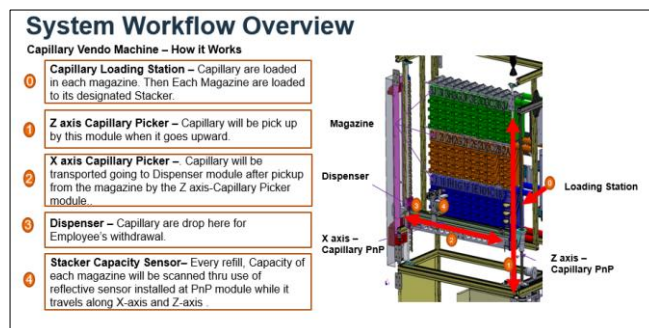 System Workflow Overview
Capillary Vendo Machine – How it Works
0
Capillary Loading Station – Capillary are loaded
in each magazine. Then Each Magazine are loaded
to its designated Stacker.
1
Z axis Capillary Picker – Capillary will be pick up
by this module when it goes upward.
2
X axis Capillary Picker –. Capillary will be
transported going to Dispenser module after pickup
from the magazine by the Z axis-Capillary Picker
module..
3
Dispenser – Capillary are drop here for
Employee's withdrawal.
4
Stacker Capacity Sensor– Every refill, Capacity of
each magazine will be scanned thru use of
reflective sensor installed at PnP module while it
travels along X-axis and Z-axis .
Magazine
Dispenser
3
4
X axis –
Capillary PnP
2
0
Loading Station
1
Z axis –
Capillary PnP